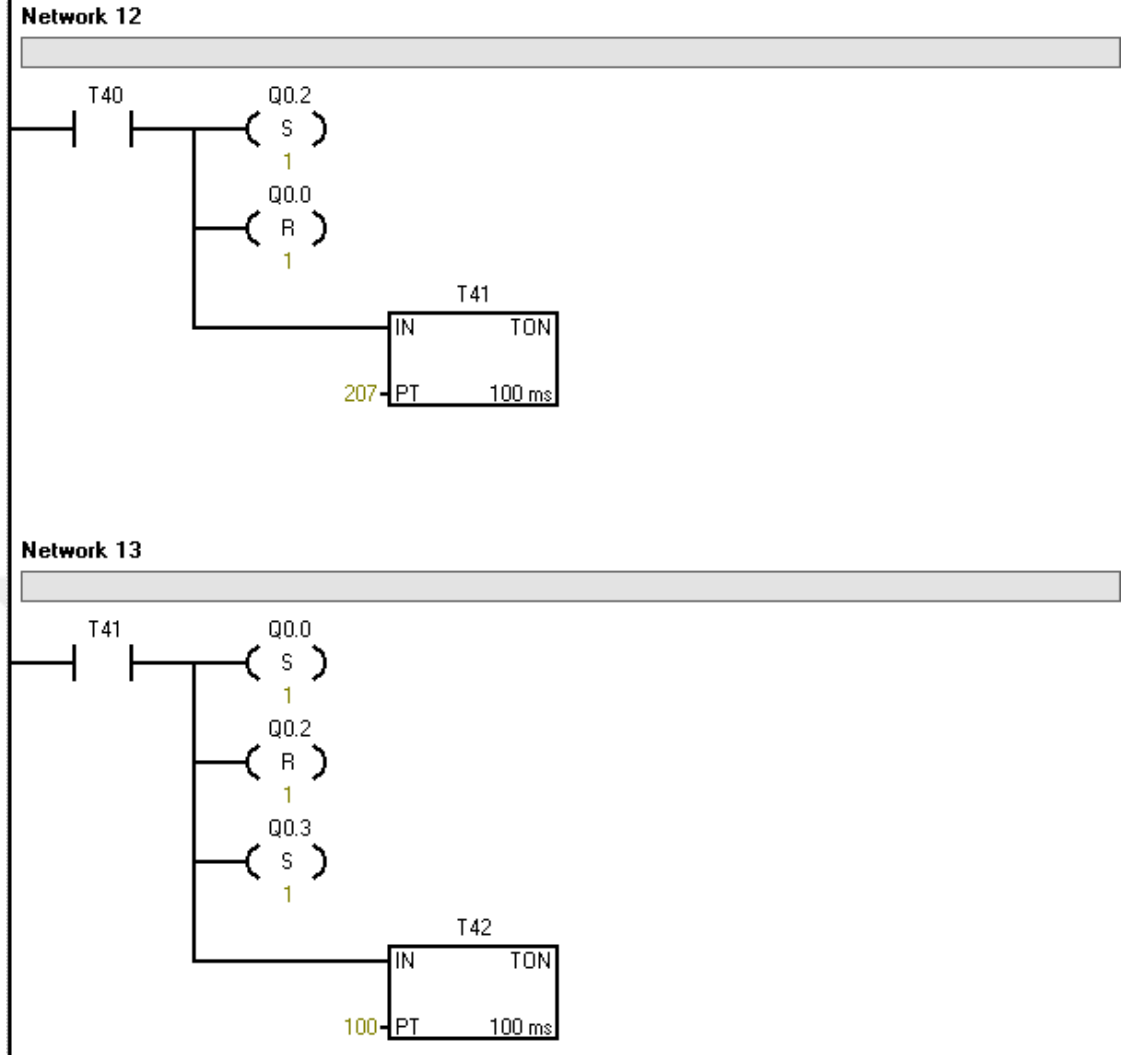 Network 12
T40 Q0.2
S
1
Q0.0
R
1
T41
IN TON
207 PT 100 ms
Network 13
T41 Q0.0
S
1
Q0.2
R
1
Q0.3
S
1
T42
IN TON
100 PT 100 ms